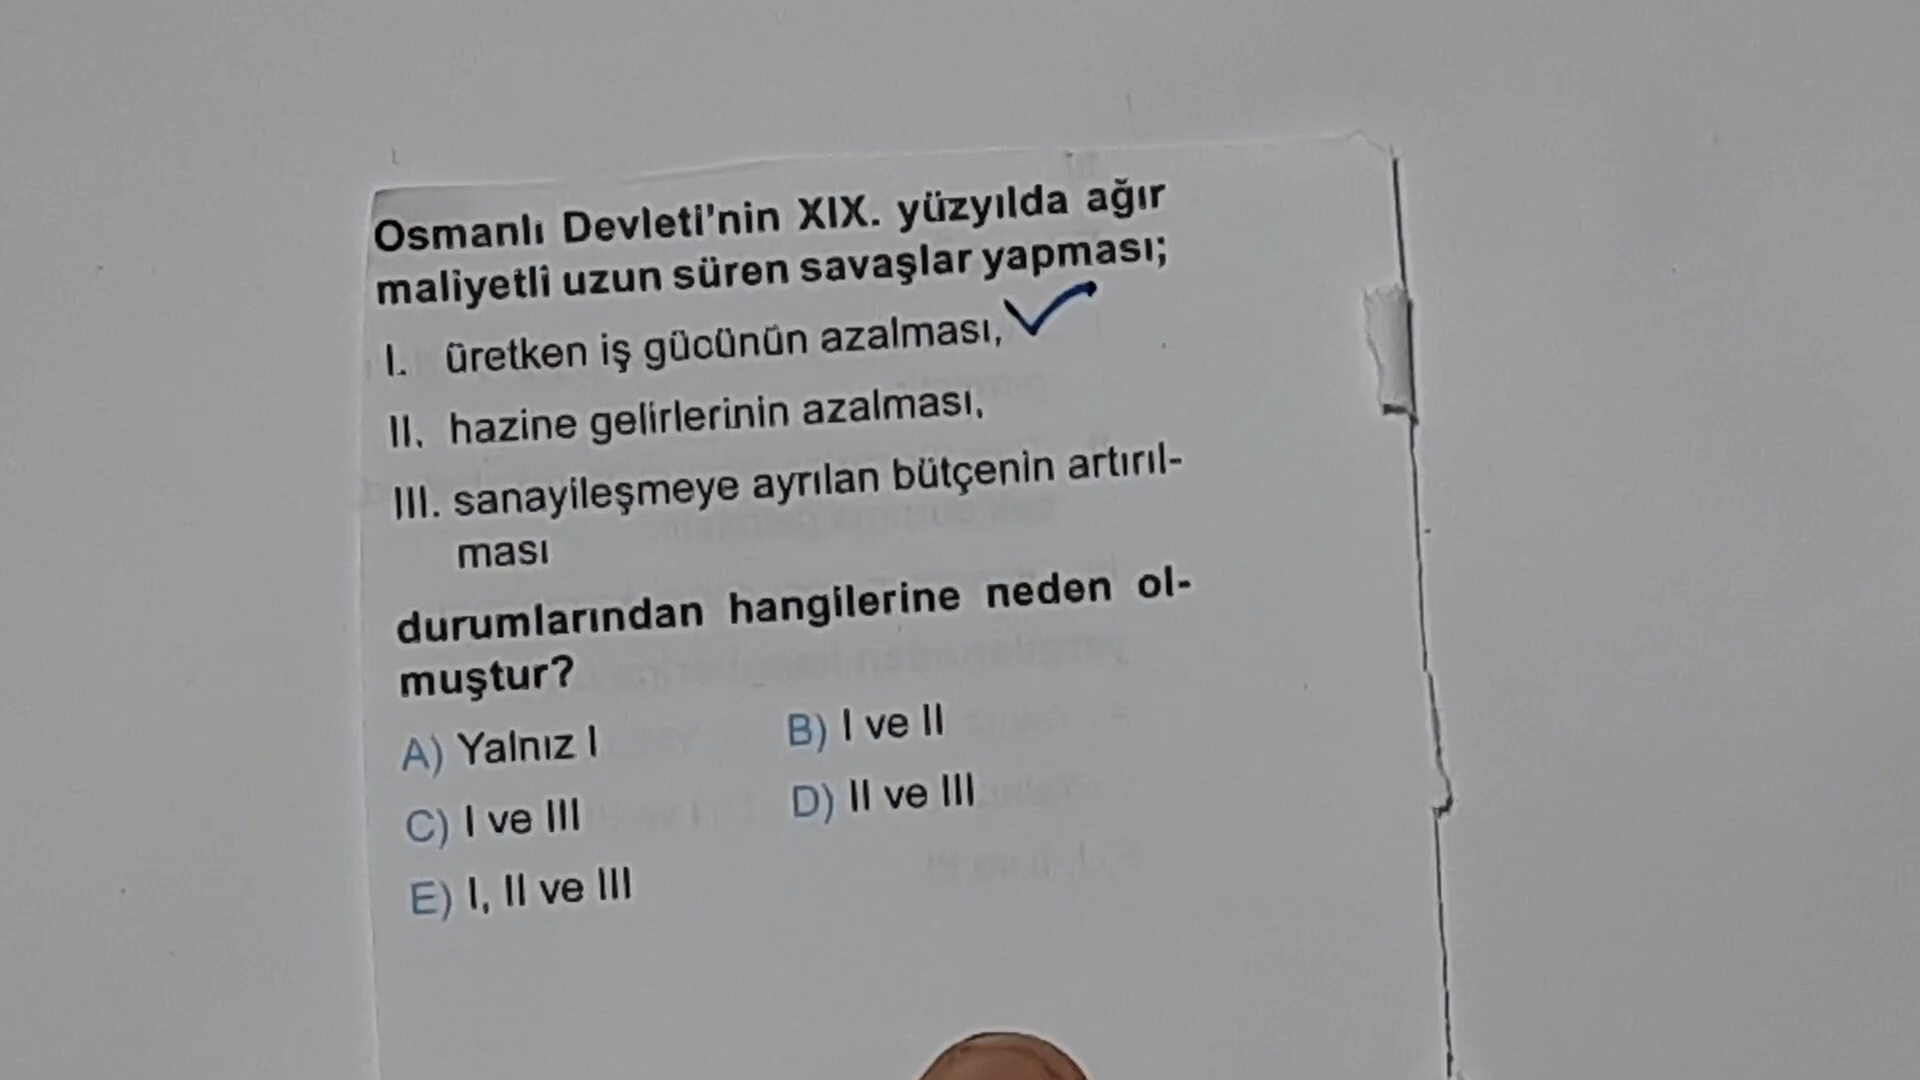 Osmanlı Devleti'nin XIX. yüzyılda ağır
maliyetli uzun süren savaşlar yapması;
I. üretken iş gücünün azalması,
II. hazine gelirlerinin azalması,
III. sanayileşmeye ayrılan bütçenin artırıl-
ması
durumlarından hangilerine neden ol-
muştur?
A) Yalnız I
B) I ve II
C) I ve III
D) II ve III
E) I, II ve III